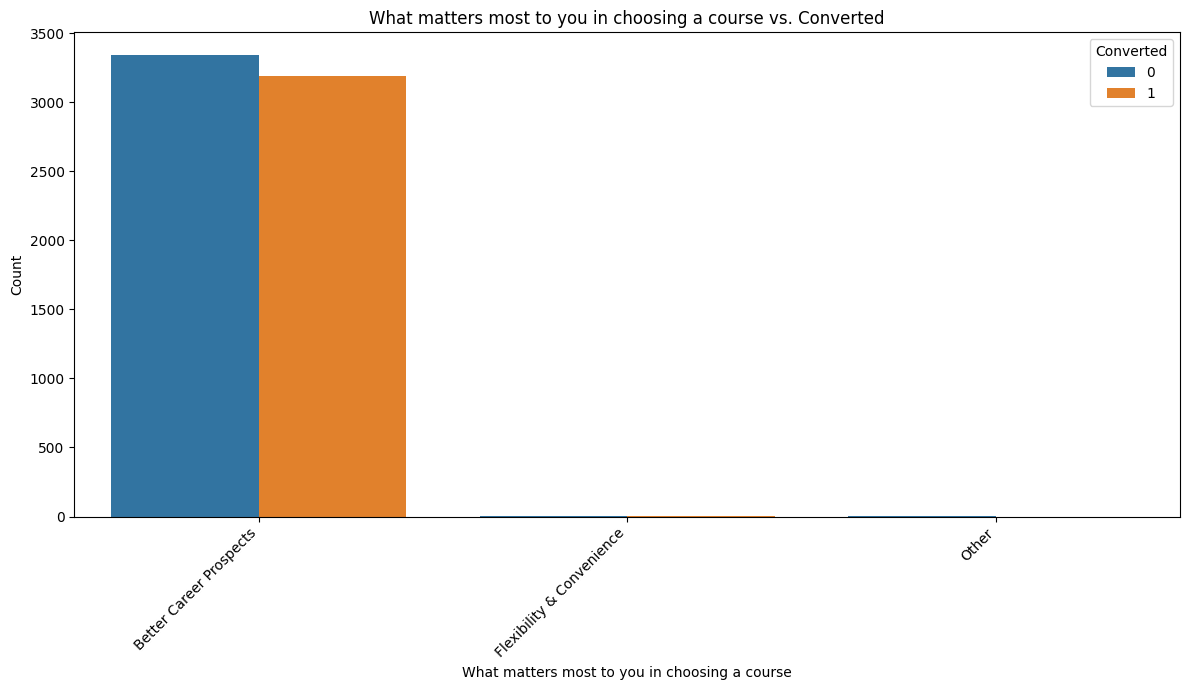 What matters most to you in choosing a course vs. Converted
Converted
0
1
3500
3000
2500
2000
1500
1000
500
0
Count
Better Career Prospects
Flexibility & Convenience
Other
What matters most to you in choosing a course